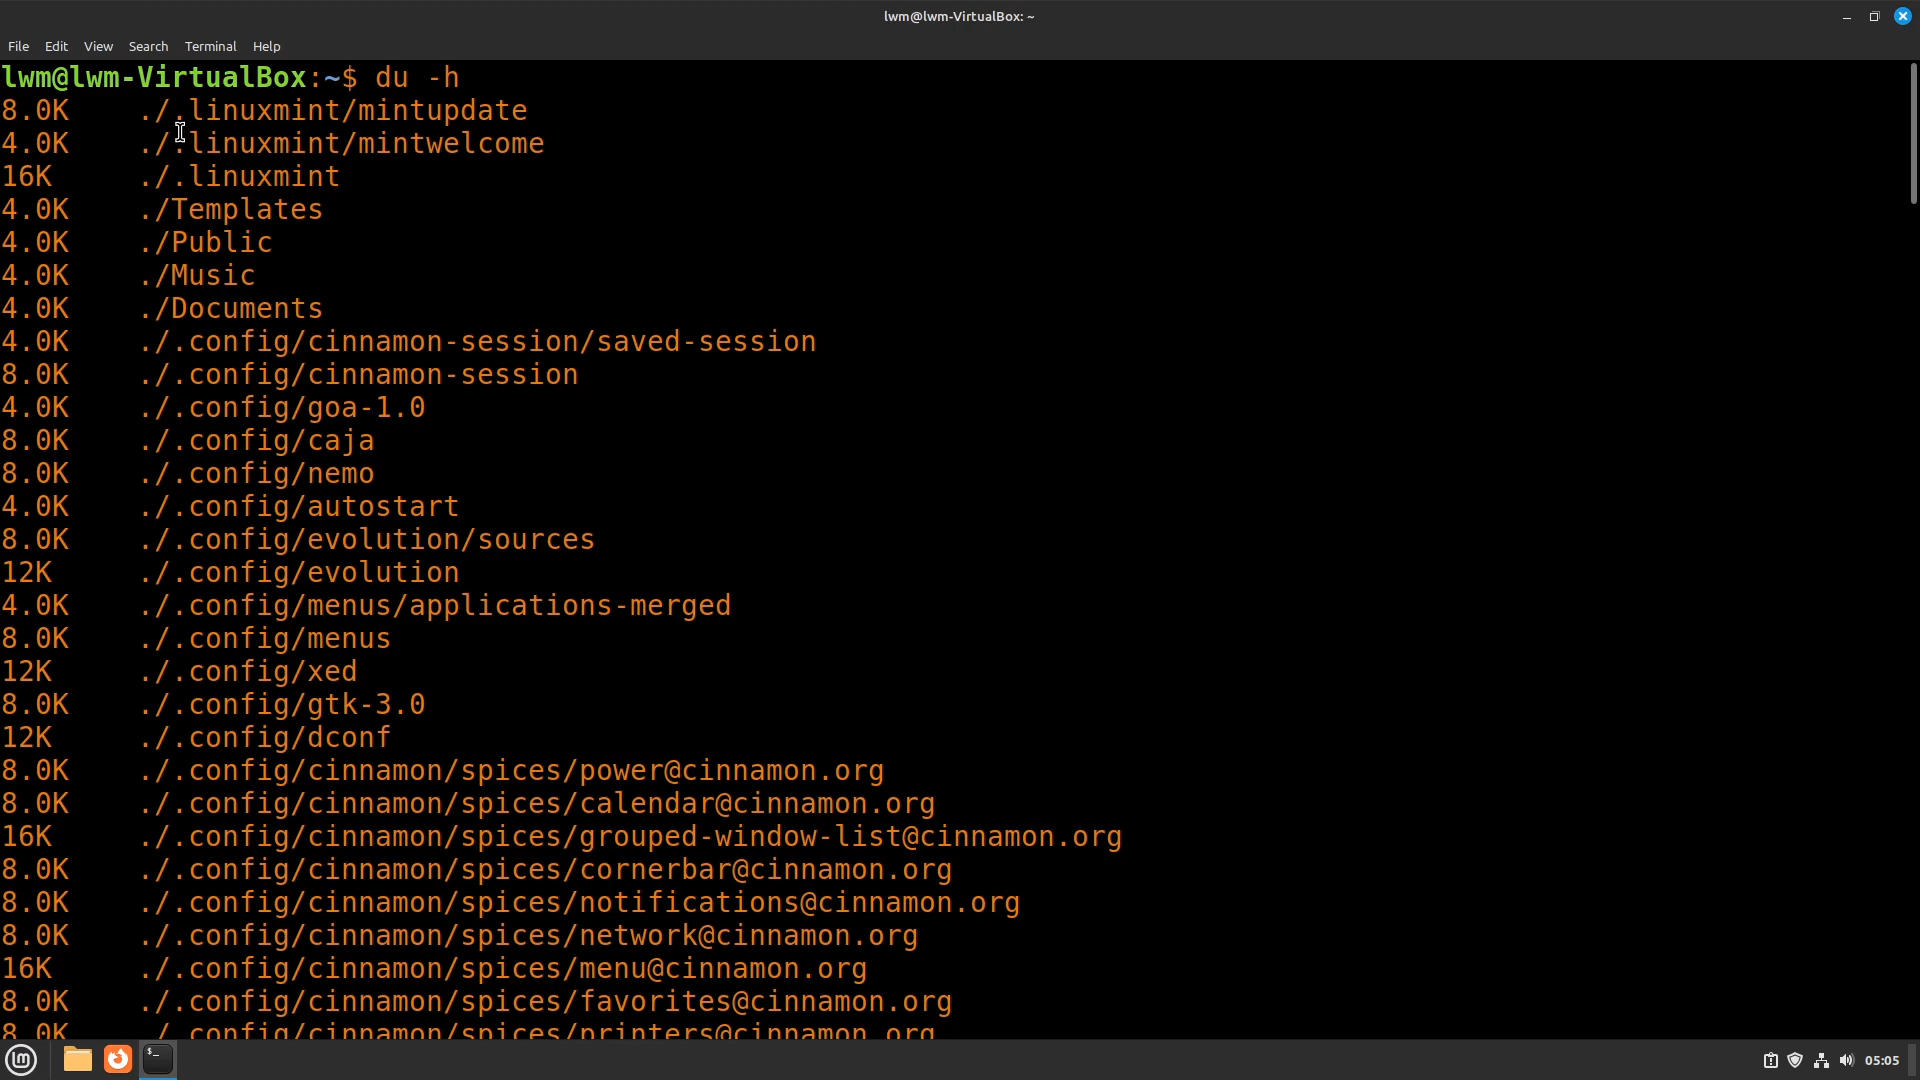 lwm@lwm-VirtualBox: ~
File Edit View Search Terminal Help
lwm@lwm-VirtualBox:~$ du -h
8.0K ./.linuxmint/mintupdate
4.0K ./.linuxmint/mintwelcome
16K ./.linuxmint
4.0K ./Templates
4.0K ./Public
4.0K ./Music
4.0K ./Documents
4.0K ./.config/cinnamon-session/saved-session
8.0K ./.config/cinnamon-session
4.0K ./.config/goa-1.0
8.0K ./.config/caja
8.0K ./.config/nemo
4.0K ./.config/autostart
8.0K ./.config/evolution/sources
12K ./.config/evolution
4.0K ./.config/menus/applications-merged
8.0K ./.config/menus
12K ./.config/xed
8.0K ./.config/gtk-3.0
12K ./.config/dconf
8.0K ./.config/cinnamon/spices/power@cinnamon.org
8.0K ./.config/cinnamon/spices/calendar@cinnamon.org
16K ./.config/cinnamon/spices/grouped-window-list@cinnamon.org
8.0K ./.config/cinnamon/spices/cornerbar@cinnamon.org
8.0K ./.config/cinnamon/spices/notifications@cinnamon.org
8.0K ./.config/cinnamon/spices/network@cinnamon.org
16K ./.config/cinnamon/spices/menu@cinnamon.org
8.0K ./.config/cinnamon/spices/favorites@cinnamon.org
8.0K ./.config/cinnamon/spices/printers@cinnamon.org
05:05